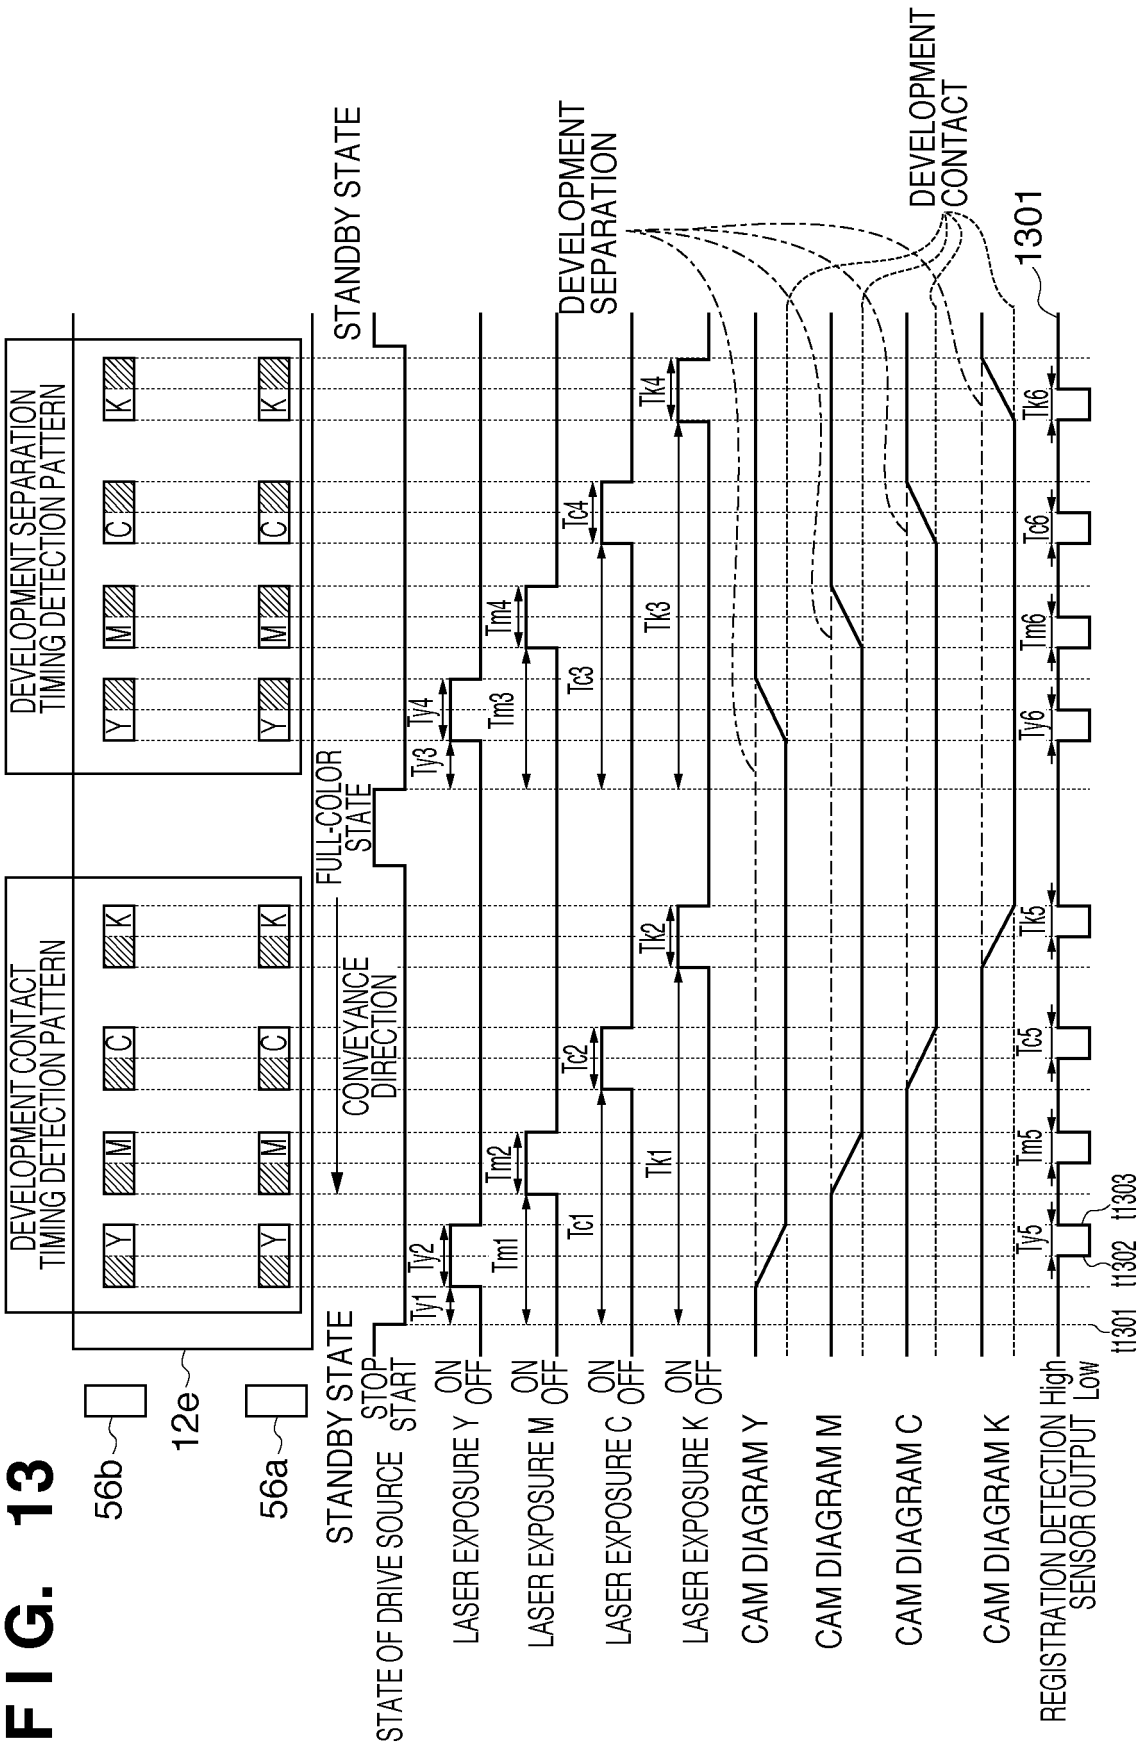 FIG. 13
DEVELOPMENT CONTACT
TIMING DETECTION PATTERN
DEVELOPMENT SEPARATION
TIMING DETECTION PATTERN
56b
Y M C K Y M C K
12e
56a
Y M C K Y M C K
STANDBY STATE
FULL-COLOR
STATE
STANDBY STATE
CONVEYANCE
DIRECTION
STATE OF DRIVE SOURCE
STOP
START
LASER EXPOSURE Y
ON
OFF
Ty1 Ty2 Ty3 Ty4
LASER EXPOSURE M
ON
OFF
Tm1 Tm2 Tm3 Tm4
LASER EXPOSURE C
ON
OFF
Tc1 Tc2 Tc3 Tc4
LASER EXPOSURE K
ON
OFF
Tk1 Tk2 Tk3 Tk4
DEVELOPMENT
SEPARATION
CAM DIAGRAM Y
CAM DIAGRAM M
CAM DIAGRAM C
CAM DIAGRAM K
DEVELOPMENT
CONTACT
REGISTRATION DETECTION
SENSOR OUTPUT
High
Low
Ty5 Tm5 Tc5 Tk5 Ty6 Tm6 Tc6 Tk6
1301
t1301 t1302 t1303